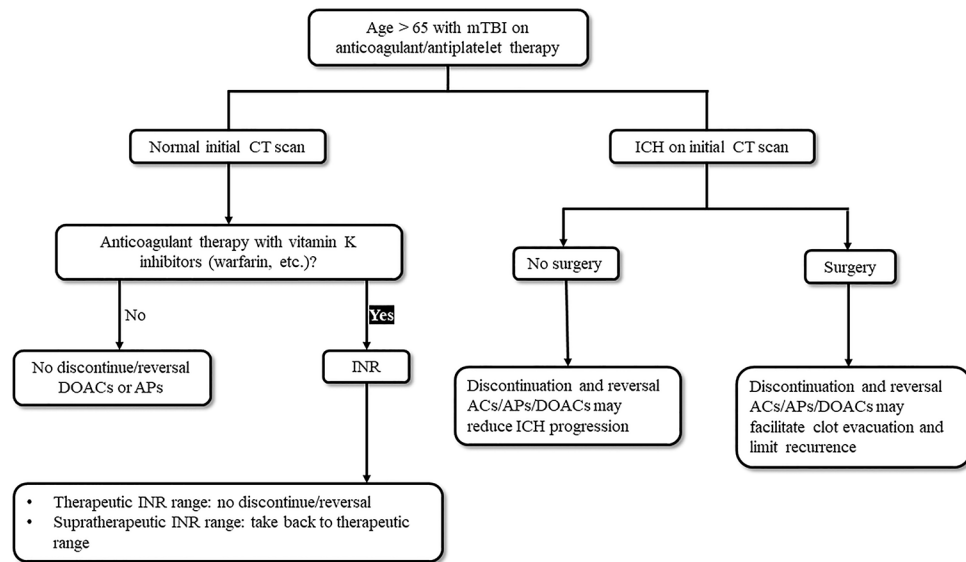 Age > 65 with mTBI on
anticoagulant/antiplatelet therapy
Normal initial CT scan
ICH on initial CT scan
Anticoagulant therapy with vitamin K
inhibitors (warfarin, etc.)?
No surgery
Surgery
No
Yes
No discontinue/reversal
DOACs or APs
INR
Discontinuation and reversal
ACs/APs/DOACs may
reduce ICH progression
Discontinuation and reversal
ACs/APs/DOACs may
facilitate clot evacuation and
limit recurrence
• Therapeutic INR range: no discontinue/reversal
• Supratherapeutic INR range: take back to therapeutic
range